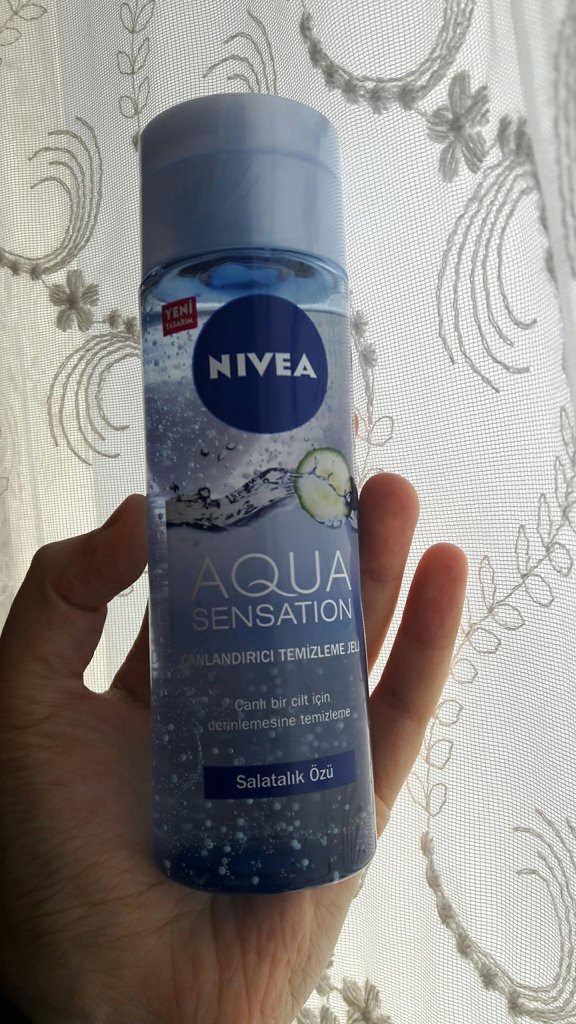 YENİ
TASARIM
NIVEA
AQUA
SENSATION
CANLANDIRICI TEMİZLEME JELİ
Canlı bir cilt için
derinlemesine temizleme
Salatalık Özü